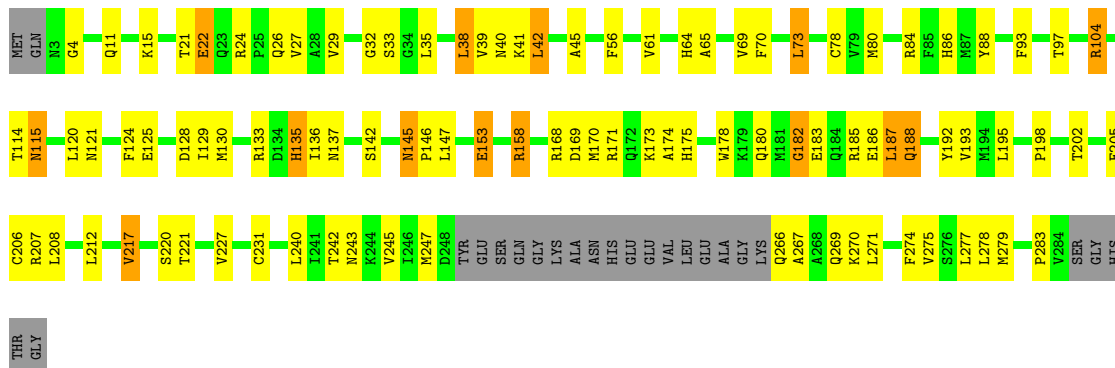 MET GLN N3 G4 Q11 K15 T21 E22 Q23 R24 P25 Q26 V27 A28 V29 G32 S33 G34 L35 L38 V39 N40 K41 L42 A45 F56 V61 H64 A65 V69 F70 L73 C78 V79 M80 R84 F85 H86 M87 Y88 F93 T97 R104
T114 N115 L120 N121 F124 E125 D128 I129 M130 R133 D134 H135 I136 N137 S142 N145 P146 L147 E153 R158 R168 D169 M170 R171 Q172 K173 A174 H175 W178 K179 Q180 M181 G182 E183 Q184 R185 E186 L187 Q188 Y192 V193 M194 L195 P198 T202
C206 R207 L208 L212 V217 S220 T221 V227 C231 L240 I241 T242 N243 K244 V245 I246 M247 D248 TYR GLU SER GLN GLY LYS ALA ASN HIS GLU GLU VAL LEU GLU ALA GLY LYS Q266 A267 A268 Q269 K270 L271 F274 V275 S276 L277 L278 M279 P283 V284 SER GLY HIS
THR GLY